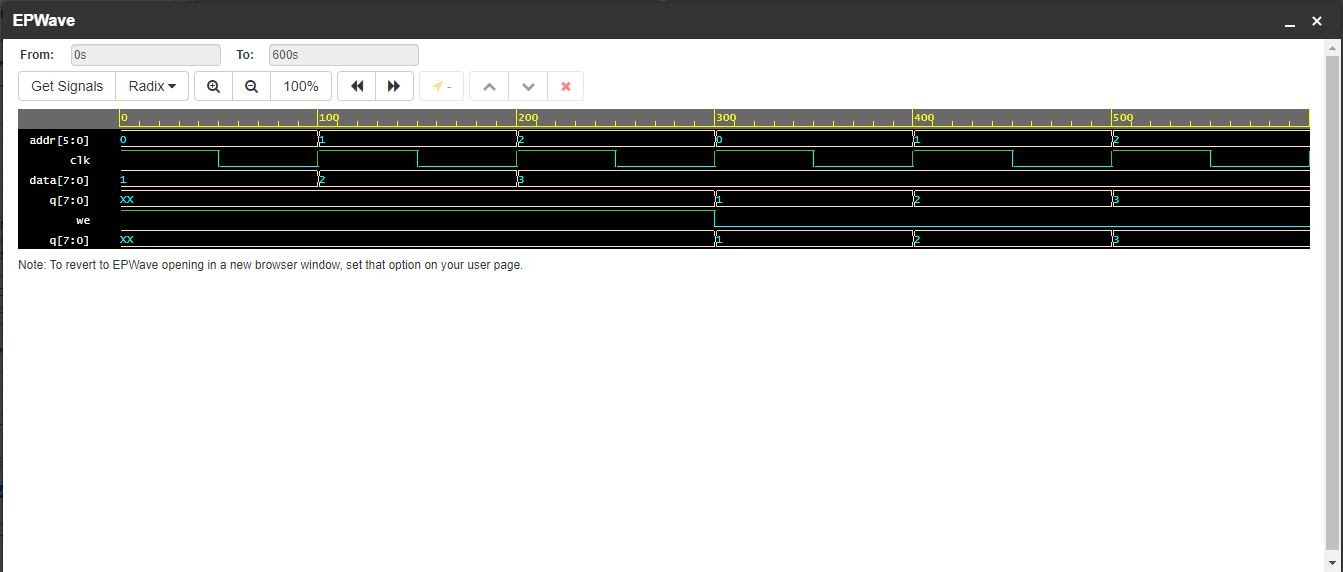 EPWave
From: 0s To: 600s
Get Signals Radix 100% -
0 100 200 300 400 500
addr[5:0] 0 1 2 0 1 2
clk
data[7:0] 1 2 3
q[7:0] XX 1 2 3
we
q[7:0] XX 1 2 3
Note: To revert to EPWave opening in a new browser window, set that option on your user page.